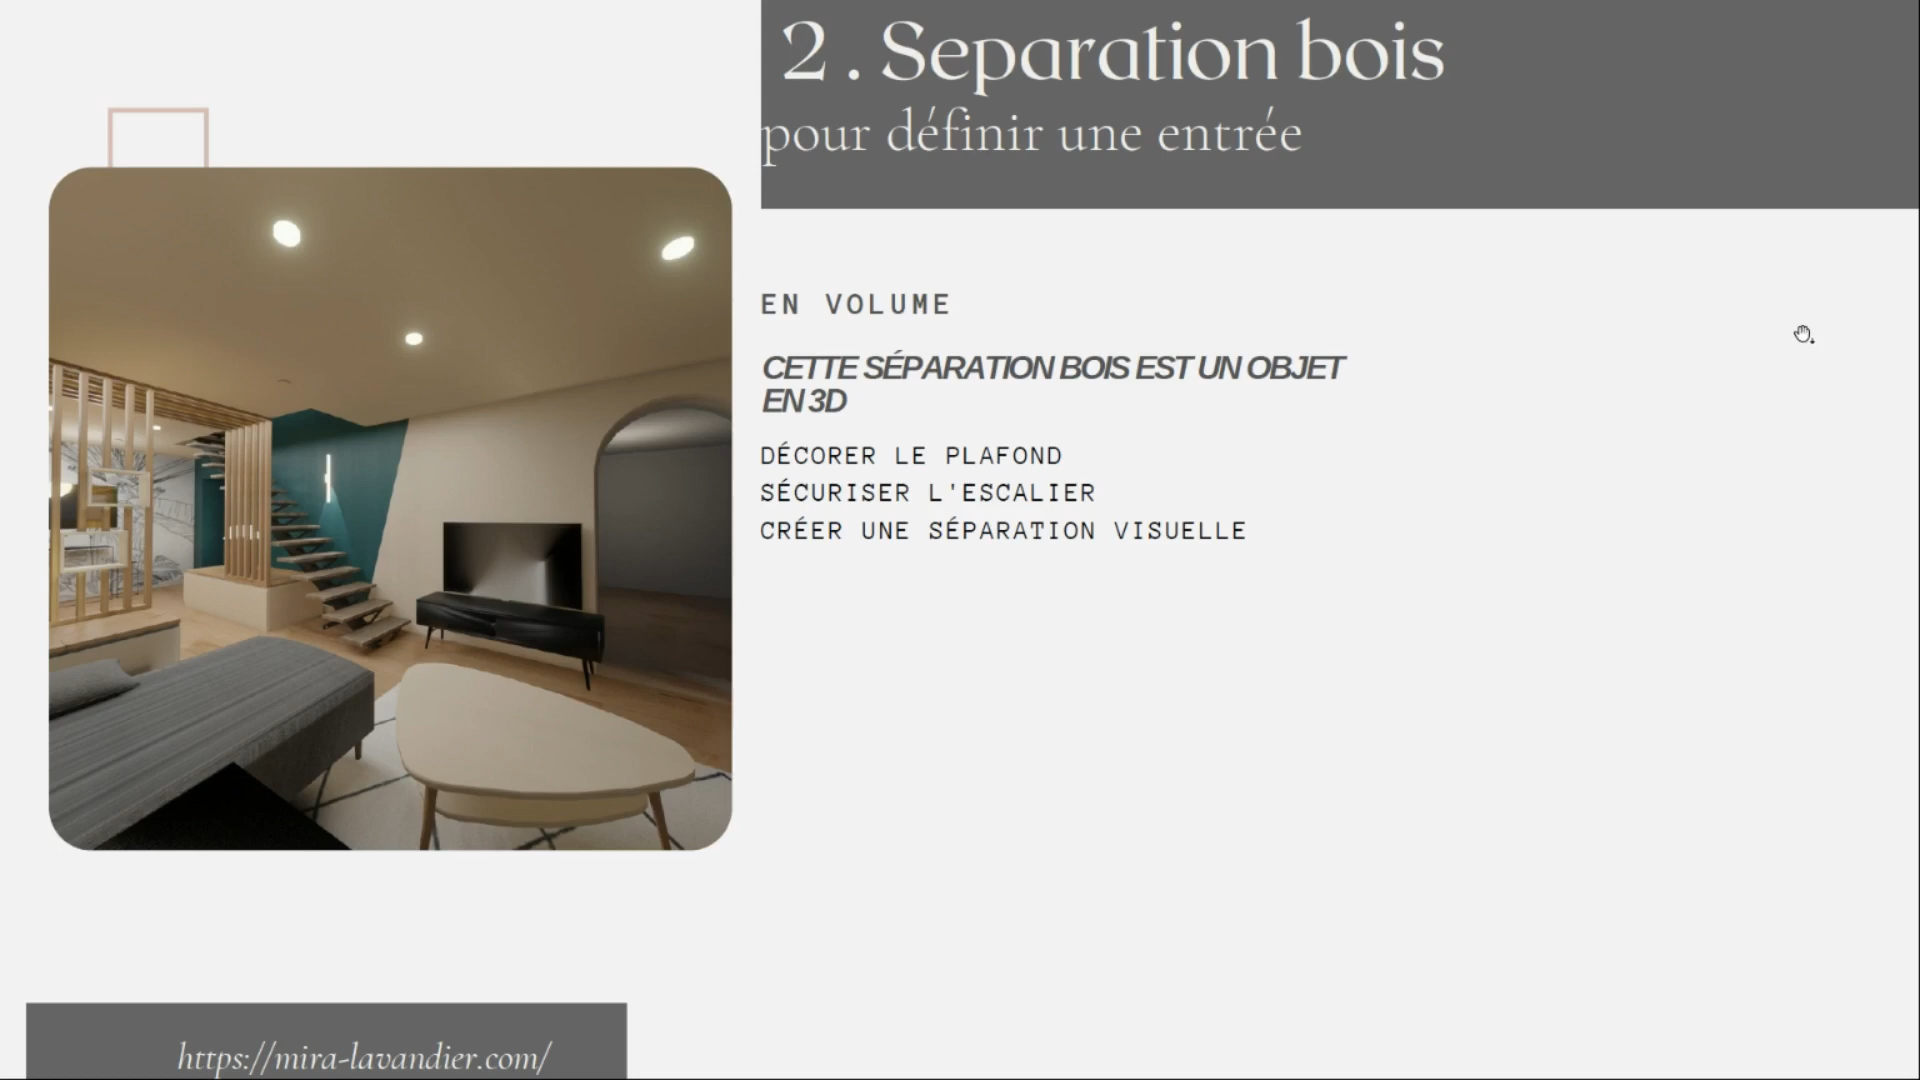 2 . Separation bois
pour définir une entrée
EN VOLUME
CETTE SÉPARATION BOIS EST UN OBJET
EN 3D
DÉCORER LE PLAFOND
SÉCURISER L'ESCALIER
CRÉER UNE SÉPARATION VISUELLE
https://mira-lavandier.com/